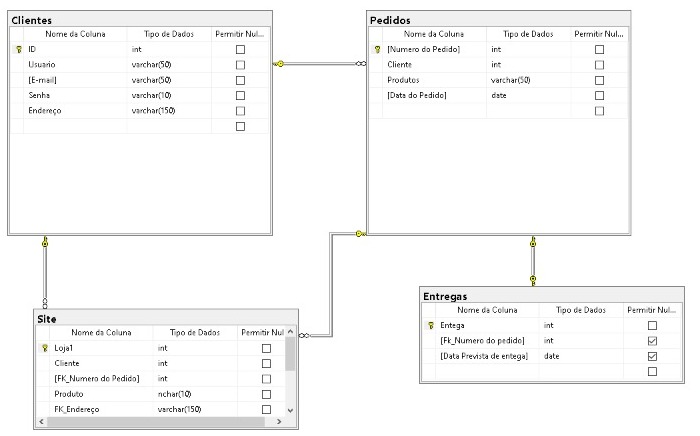 Clientes
Nome da Coluna Tipo de Dados Permitir Nul...
ID int
Usuario varchar(50)
[E-mail] varchar(50)
Senha varchar(10)
Endereço varchar(150)
Pedidos
Nome da Coluna Tipo de Dados Permitir Nul...
[Numero do Pedido] int
Cliente int
Produtos varchar(50)
[Data do Pedido] date
Site
Nome da Coluna Tipo de Dados Permitir Nul
Loja1 int
Cliente int
[FK_Numero do Pedido] int
Produto nchar(10)
FK_Endereço varchar(150)
Entregas
Nome da Coluna Tipo de Dados Permitir Nul...
Entega int
[Fk_Numero do pedido] int
[Data Prevista de entega] date